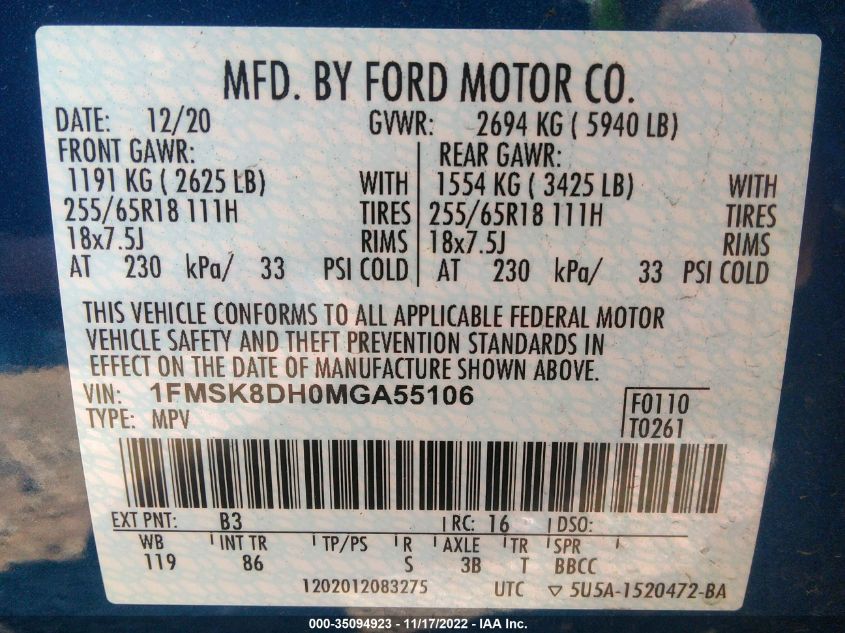 MFD. BY FORD MOTOR CO.
DATE: 12/20 GVWR: 2694 KG ( 5940 LB)
FRONT GAWR: REAR GAWR:
1191 KG ( 2625 LB) WITH 1554 KG ( 3425 LB) WITH
255/65R18 111H TIRES 255/65R18 111H TIRES
18x7.5J RIMS 18x7.5J RIMS
AT 230 kPa/ 33 PSI COLD AT 230 kPa/ 33 PSI COLD
THIS VEHICLE CONFORMS TO ALL APPLICABLE FEDERAL MOTOR
VEHICLE SAFETY AND THEFT PREVENTION STANDARDS IN
EFFECT ON THE DATE OF MANUFACTURE SHOWN ABOVE.
VIN: 1FMSK8DH0MGA55106 F0110
TYPE: MPV T0261
EXT PNT: B3 RC: 16 DSO:
WB INT TR TP/PS R AXLE TR SPR
119 86 S 3B T BBCC
1202012083275 UTC ▽ 5U5A-1520472-BA
000-35094923 - 11/17/2022 - IAA Inc.